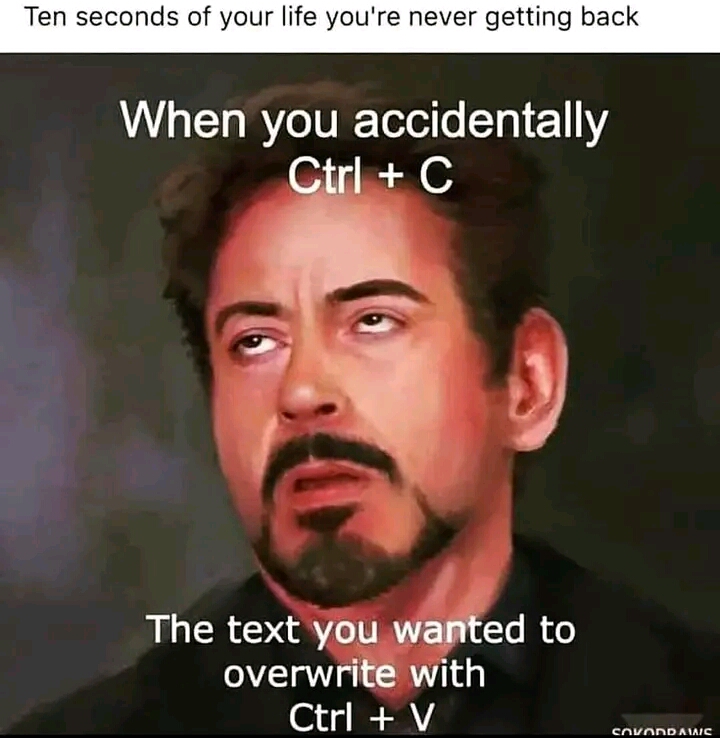 Ten seconds of your life you're never getting back
When you accidentally
Ctrl + C
The text you wanted to
overwrite with
Ctrl + V
SOKODRAWS